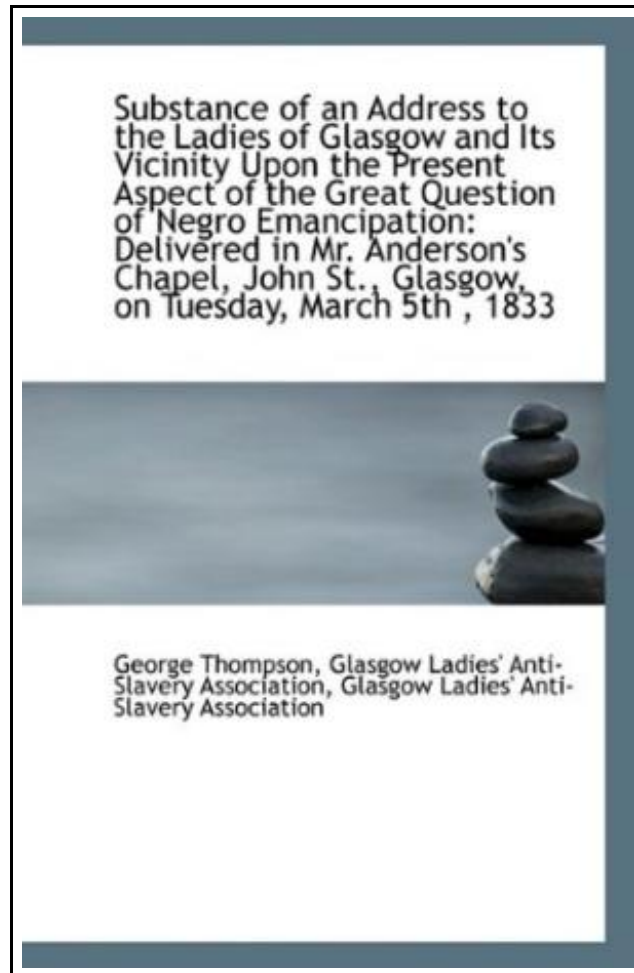 Substance of an Address to
the Ladies of Glasgow and Its
Vicinity Upon the Present
Aspect of the Great Question
of Negro Emancipation:
Delivered in Mr. Anderson's
Chapel, John St., Glasgow,
on Tuesday, March 5th , 1833
George Thompson, Glasgow Ladies' Anti-
Slavery Association, Glasgow Ladies' Anti-
Slavery Association